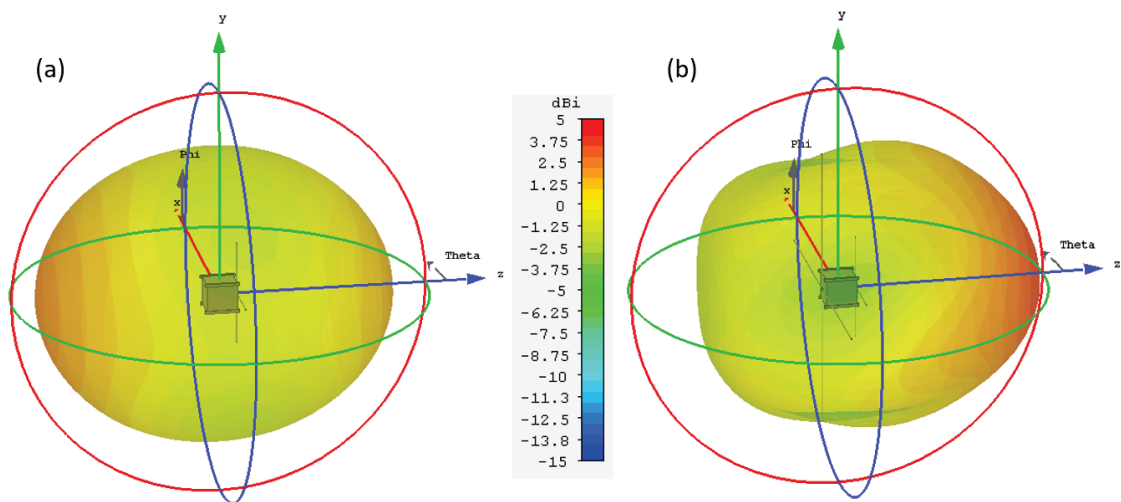 (a)
y
Phi
x
Theta
z
dBi
5
3.75
2.5
1.25
0
-1.25
-2.5
-3.75
-5
-6.25
-7.5
-8.75
-10
-11.3
-12.5
-13.8
-15
(b)
y
Phi
x
Theta
z